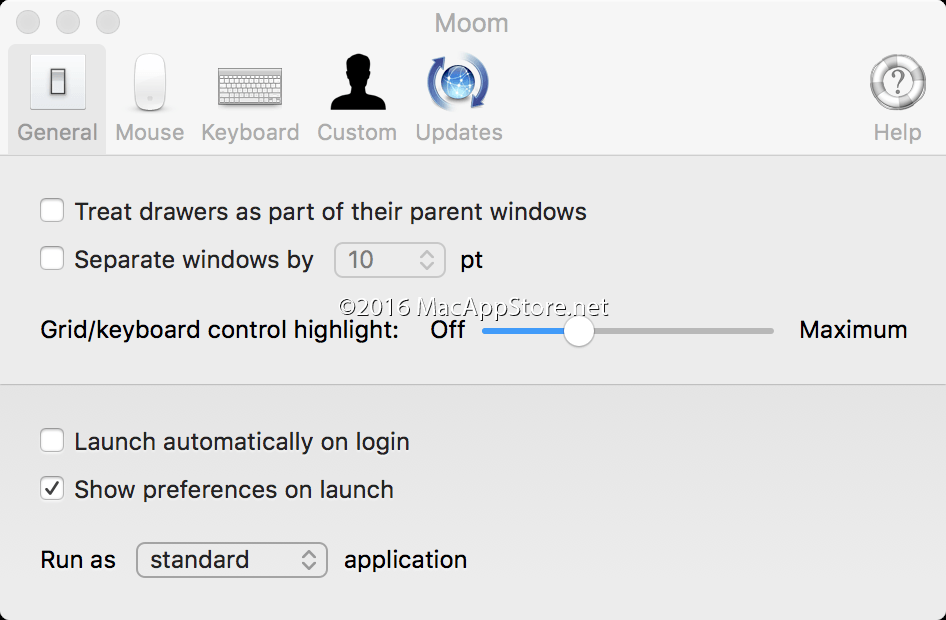 Moom
General Mouse Keyboard Custom Updates Help
Treat drawers as part of their parent windows
Separate windows by 10 pt
©2016 MacAppStore.net
Grid/keyboard control highlight: Off Maximum
Launch automatically on login
Show preferences on launch
Run as standard application